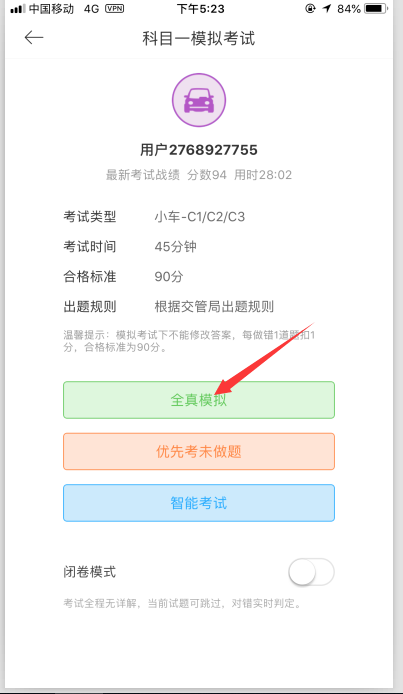 中国移动 4G VPN 下午5:23 84%
科目一模拟考试
用户2768927755
最新考试战绩 分数94 用时28:02
考试类型 小车-C1/C2/C3
考试时间 45分钟
合格标准 90分
出题规则 根据交管局出题规则
温馨提示：模拟考试下不能修改答案，每做错1道题扣1
分，合格标准为90分。
全真模拟
优先考未做题
智能考试
闭卷模式
考试全程无详解，当前试题可跳过，对错实时判定。